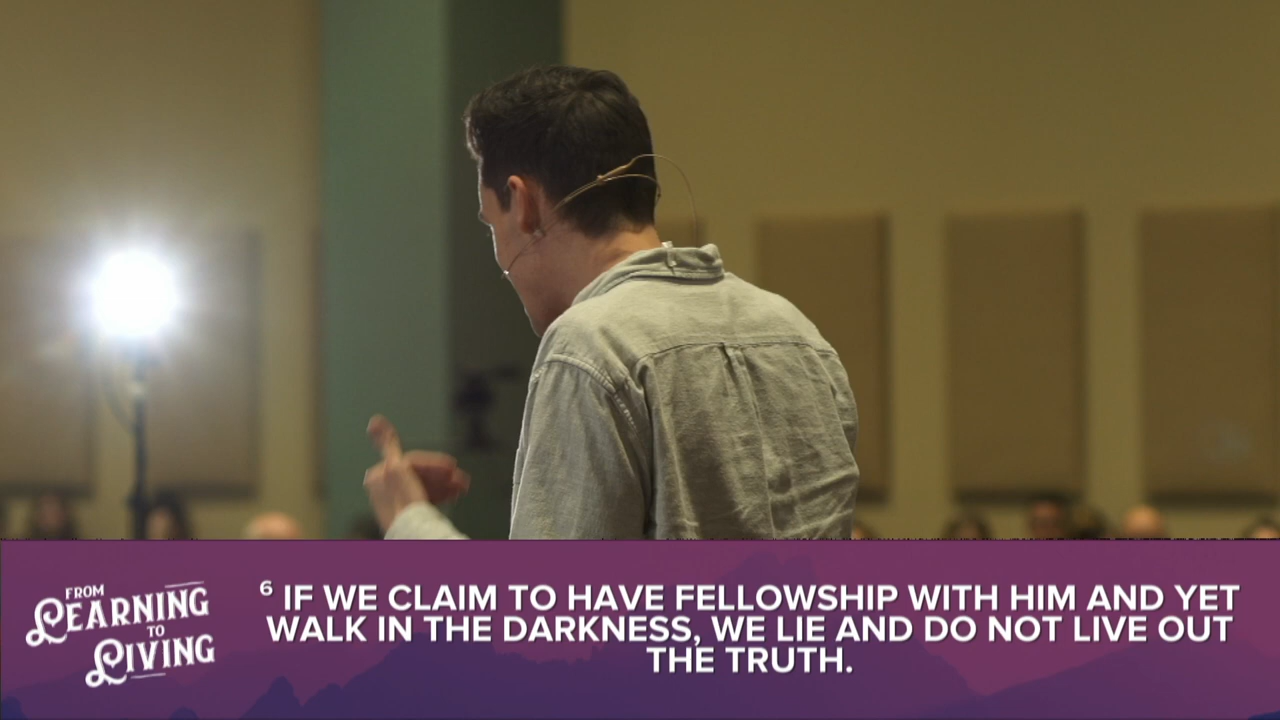 FROM
LEARNING
TO
LIVING
6 IF WE CLAIM TO HAVE FELLOWSHIP WITH HIM AND YET
WALK IN THE DARKNESS, WE LIE AND DO NOT LIVE OUT
THE TRUTH.